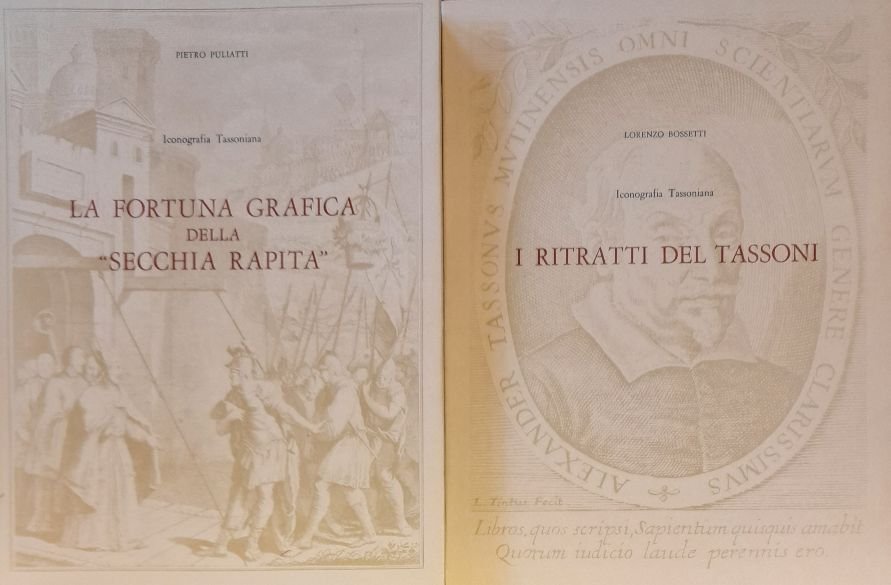 PIETRO PULIATTI
Iconografia Tassoniana
LA FORTUNA GRAFICA
DELLA
“SECCHIA RAPITA”
LORENZO BOSSETTI
Iconografia Tassoniana
I RITRATTI DEL TASSONI
ALEXANDER TASSONVS MVTINENSIS OMNI SCIENTIARVM GENERE CLARISSIMVS
L. Tintus Fecit
Libros, quos scripsi, Sapientum quisquis amabit
Quorum iudicio laude perennis ero.